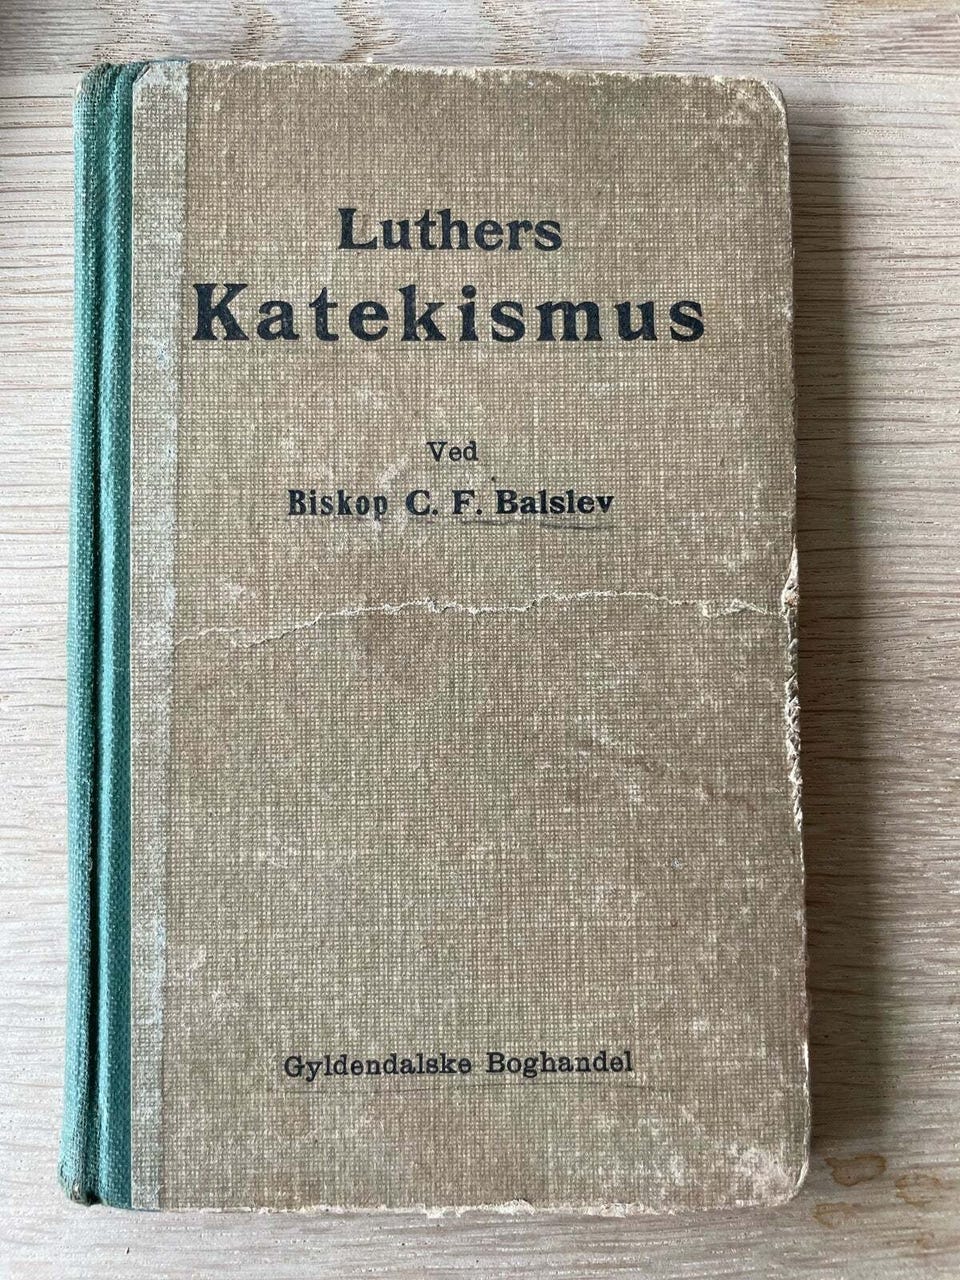 Luthers
Katekismus
Ved
Biskop C. F. Balslev
Gyldendalske Boghandel